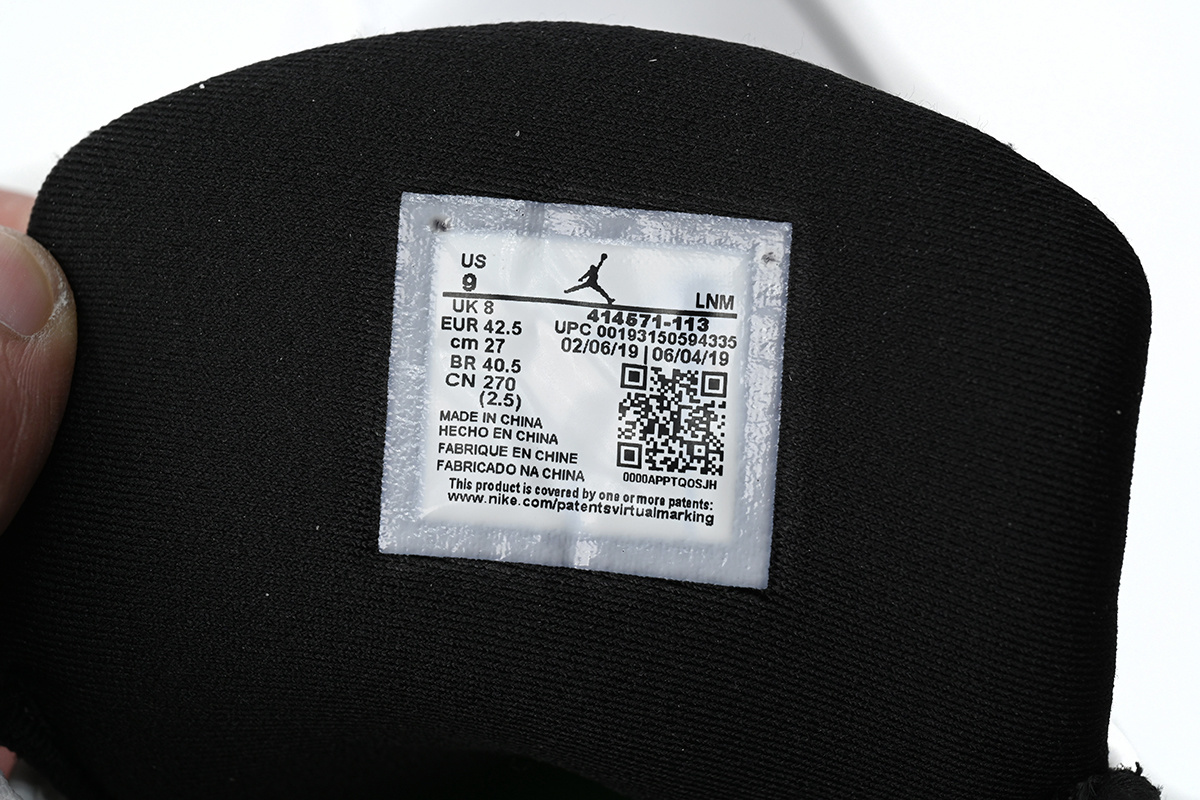 US
9
LNM
UK 8
EUR 42.5
cm 27
BR 40.5
CN 270
(2.5)
414571-113
UPC 00193150594335
02/06/19 | 06/04/19
MADE IN CHINA
HECHO EN CHINA
FABRIQUE EN CHINE
FABRICADO NA CHINA
0000APPTQOSJH
This product is covered by one or more patents:
www.nike.com/patentsvirtualmarking